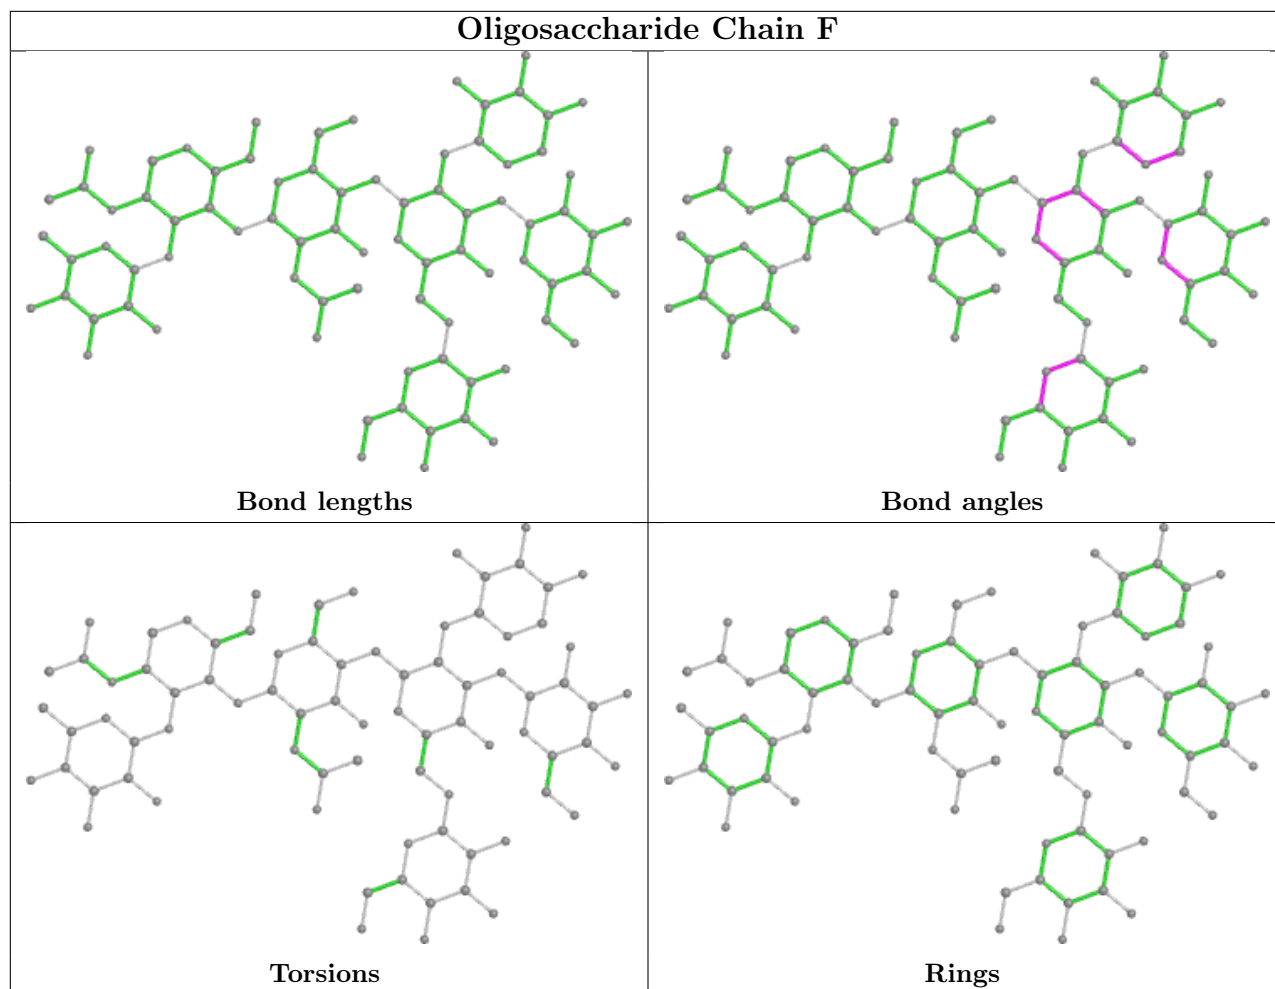 Oligosaccharide Chain F
Bond lengths
Bond angles
Torsions
Rings